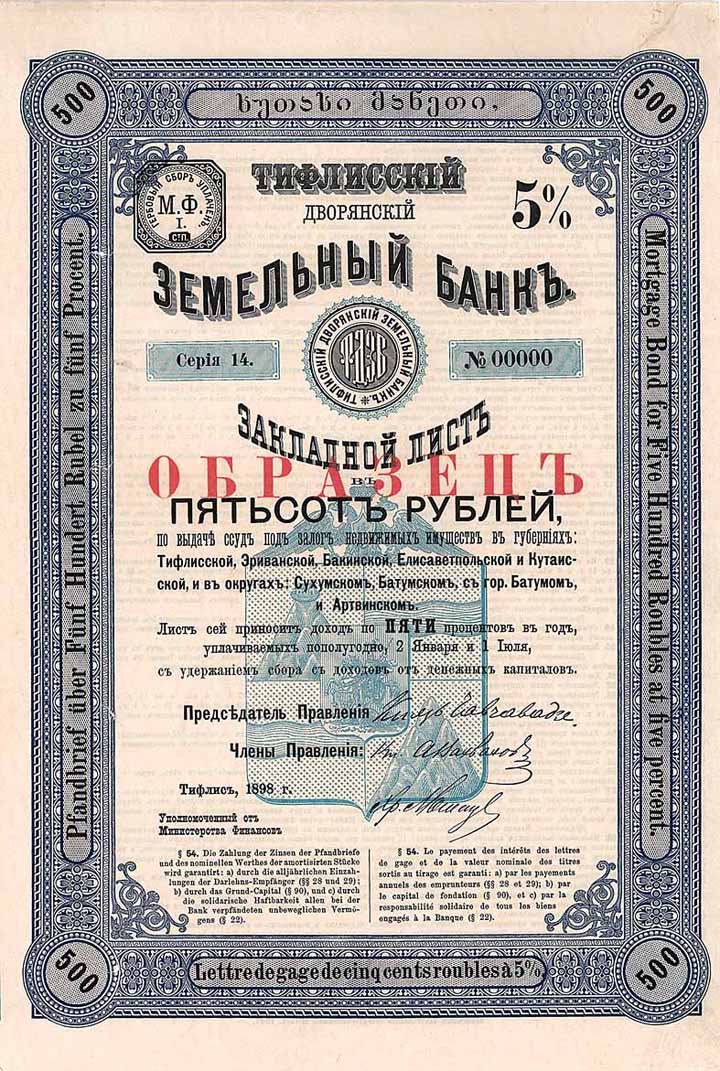 500
500
ხუთასი მანეთი,
ТИФЛИССКІЙ
ДВОРЯНСКІЙ
5%
ГЕРБОВЫЙ СБОРЪ УПЛАЧЕНЪ.
М.Ф.
I.
СТП.
ЗЕМЕЛЬНЫЙ БАНКЪ.
ТИФЛИССКІЙ ДВОРЯНСКІЙ ЗЕМЕЛЬНЫЙ БАНКЪ
Серія 14.
№ 00000
ЗАКЛАДНОЙ ЛИСТЪ
ВЪ
ОБРАЗЕЦЪ
ПЯТЬСОТЪ РУБЛЕЙ,
по выдачѣ ссудъ подъ залогъ недвижимыхъ имуществъ въ губерніяхъ:
Тифлисской, Эриванской, Бакинской, Елисаветпольской и Кутаис-
ской, и въ округахъ: Сухумскомъ, Батумскомъ, съ гор. Батумомъ,
и Артвинскомъ.
Листъ сей приноситъ доходъ по ПЯТИ процентовъ въ годъ,
уплачиваемыхъ пополугодно, 2 Января и 1 Іюля,
съ удержаніемъ сбора съ доходовъ отъ денежныхъ капиталовъ.
Предсѣдатель Правленія
Члены Правленія:
Тифлисъ, 1898 г.
Уполномоченный отъ
Министерства Финансовъ
§ 54. Die Zahlung der Zinsen der Pfandbriefe
und des nominellen Werthes der amortisirten Stücke
wird garantirt: a) durch die alljährlichen Einzah-
lungen der Darlehns-Empfänger (§§ 28 und 29);
b) durch das Grund-Capital (§ 90), und c) durch
die solidarische Haftbarkeit allen bei der
Bank verpfändeten unbeweglichen Vermö-
gens (§ 22).
§ 54. Le payement des intérêts des lettres
de gage et de la valeur nominale des titres
sortis au tirage est garanti: a) par les payements
annuels des emprunteurs (§§ 28 et 29); b) par
le capital de fondation (§ 90), et c) par la
responsabilité solidaire de tous les biens
engagés à la Banque (§ 22).
Pfandbrief über Fünf Hundert Rubel zu fünf Procent.
Mortgage Bond for Five Hundred Roubles at five percent.
500
Lettre de gage de cinq cents roubles à 5%.
500